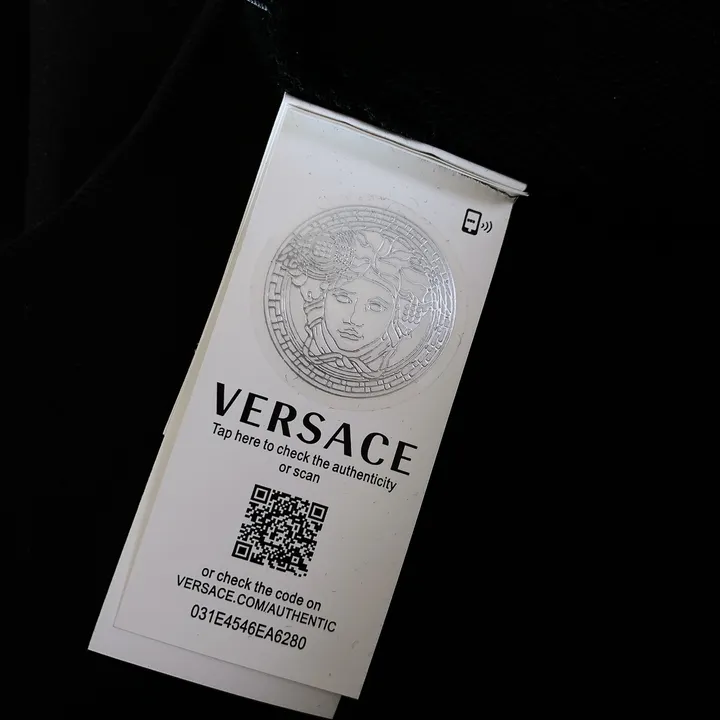 VERSACE
Tap here to check the authenticity
or scan
or check the code on
VERSACE.COM/AUTHENTIC
031E4546EA6280